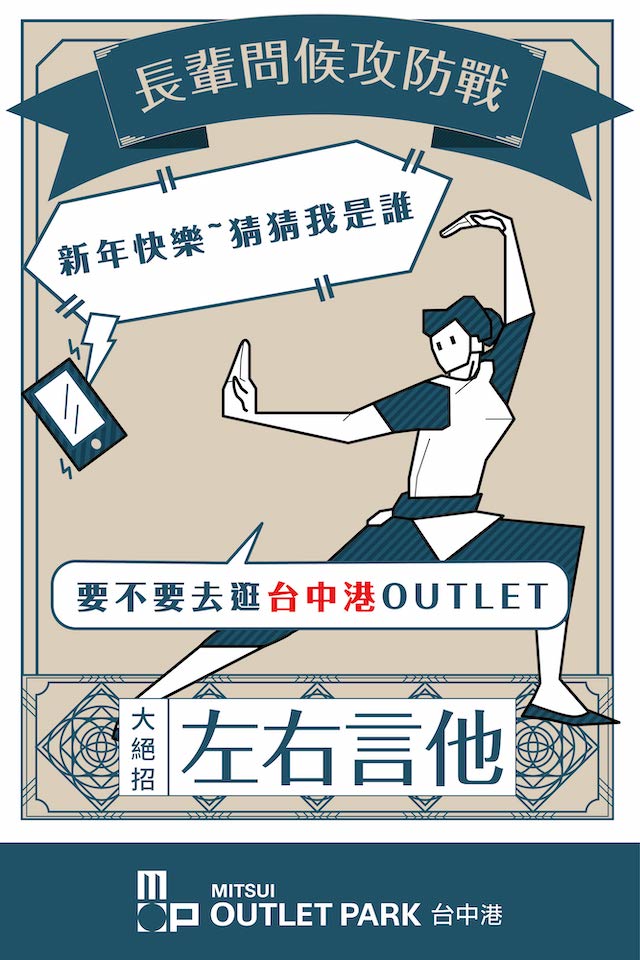 長輩問候攻防戰
新年快樂~猜猜我是誰
要不要去逛台中港OUTLET
大絕招
左右言他
MOP
MITSUI
OUTLET PARK 台中港